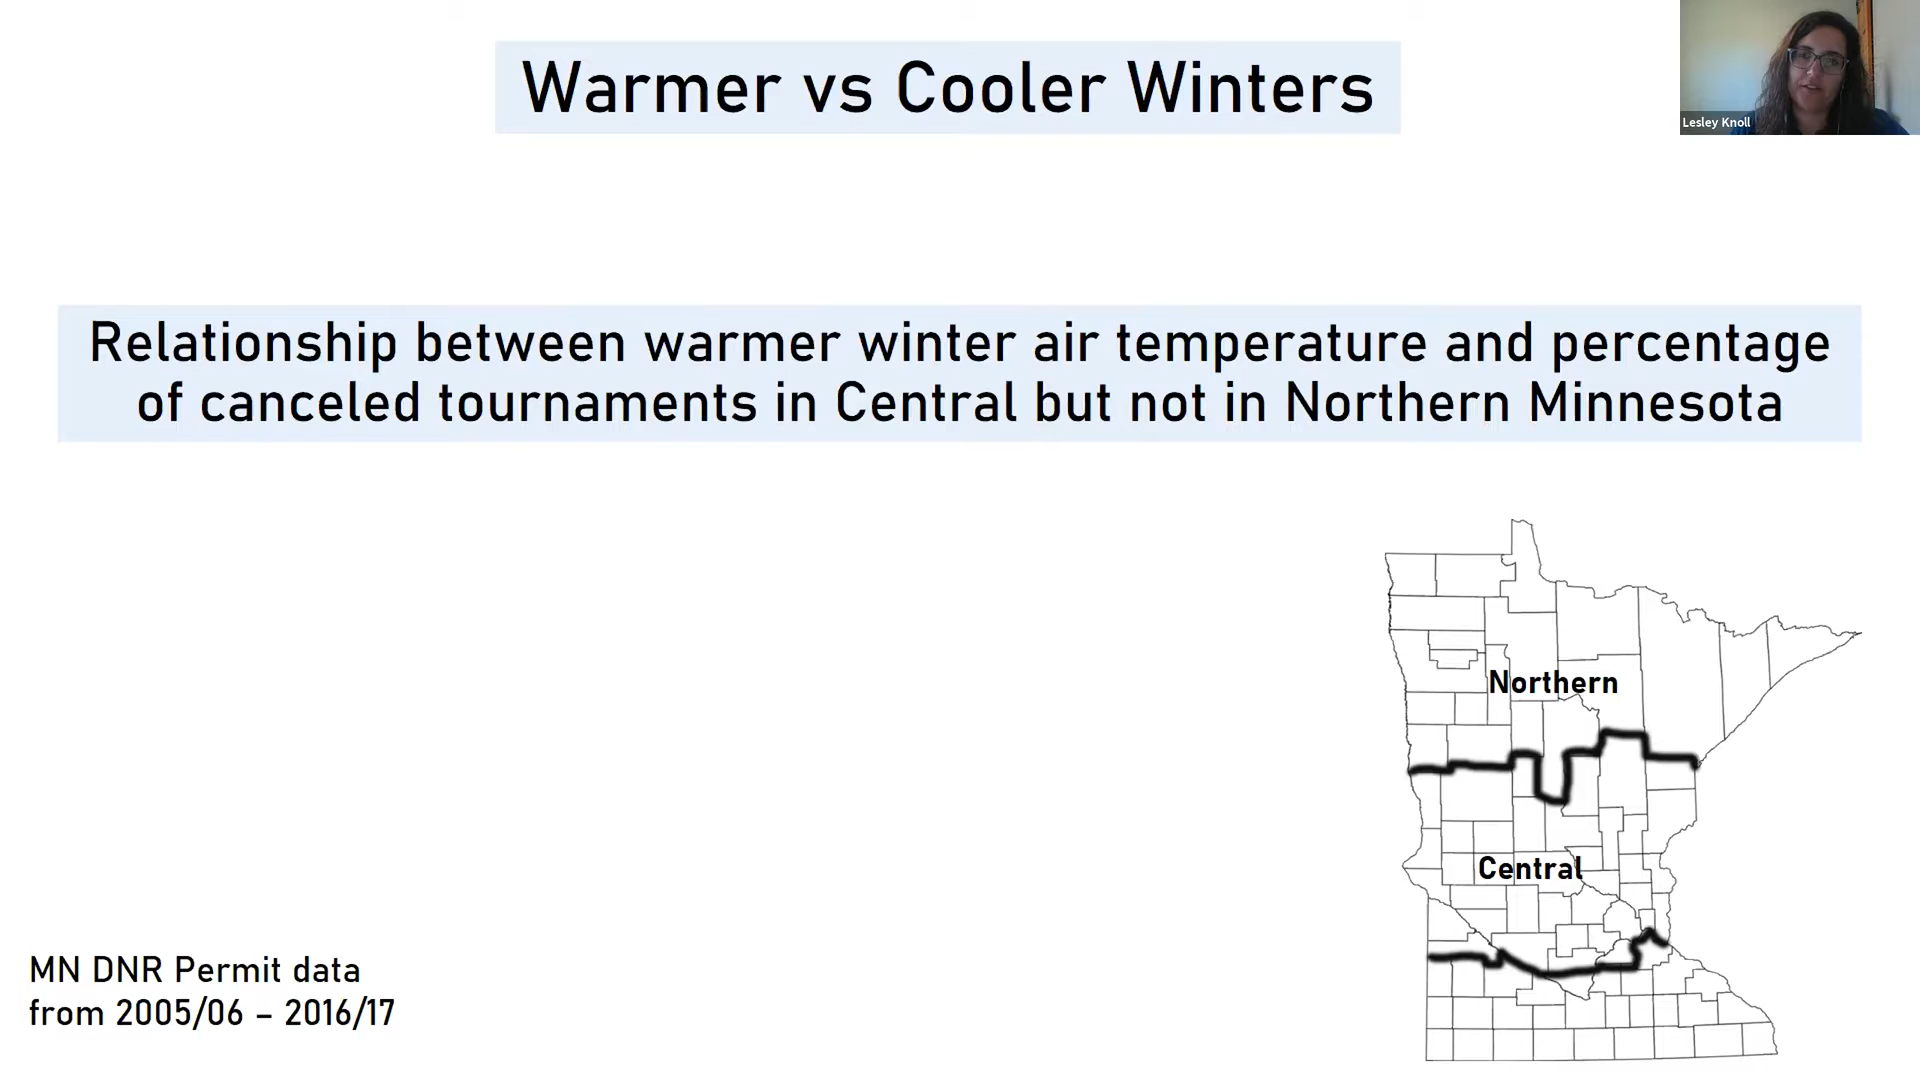 Warmer vs Cooler Winters
Lesley Knoll
Relationship between warmer winter air temperature and percentage
of canceled tournaments in Central but not in Northern Minnesota
Northern
Central
MN DNR Permit data
from 2005/06 – 2016/17